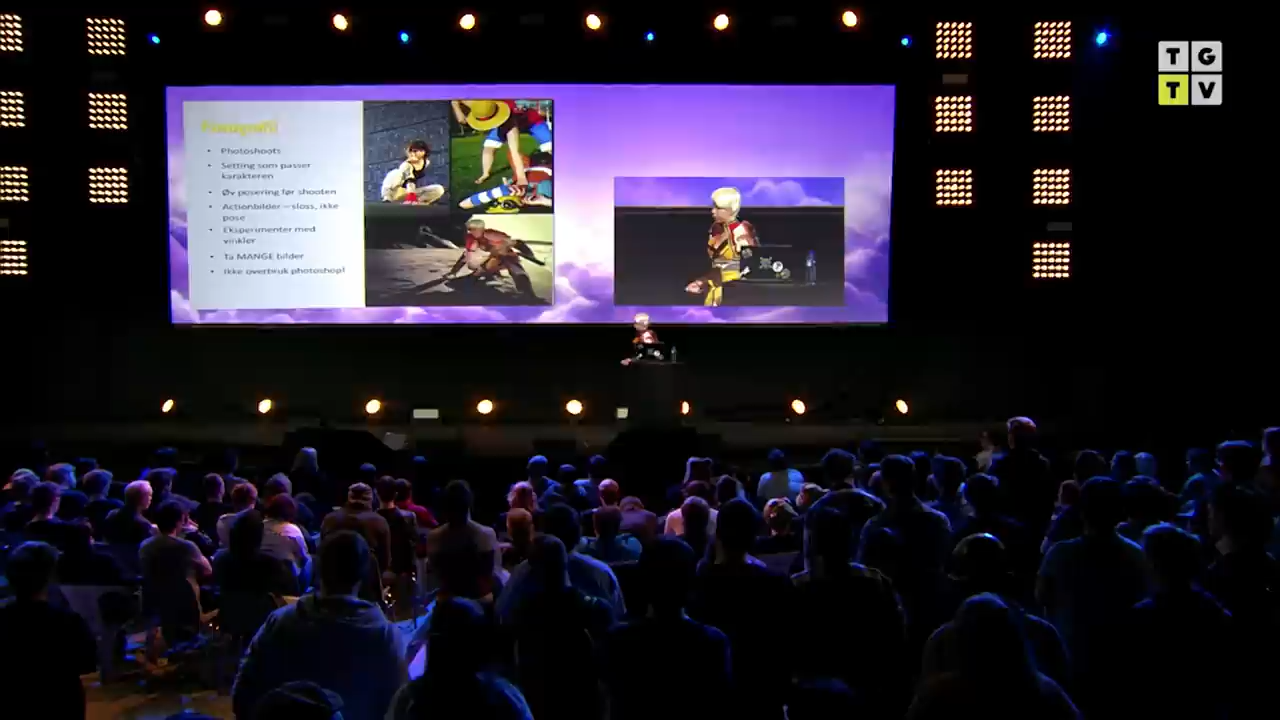 Fotografi
Photoshoots
Setting som passer
karakteren
Øv posering før shooten
Actionbilder – sloss, ikke
pose
Eksperimenter med
vinkler
Ta MANGE bilder
Ikke overbruk photoshop!
TG
TV